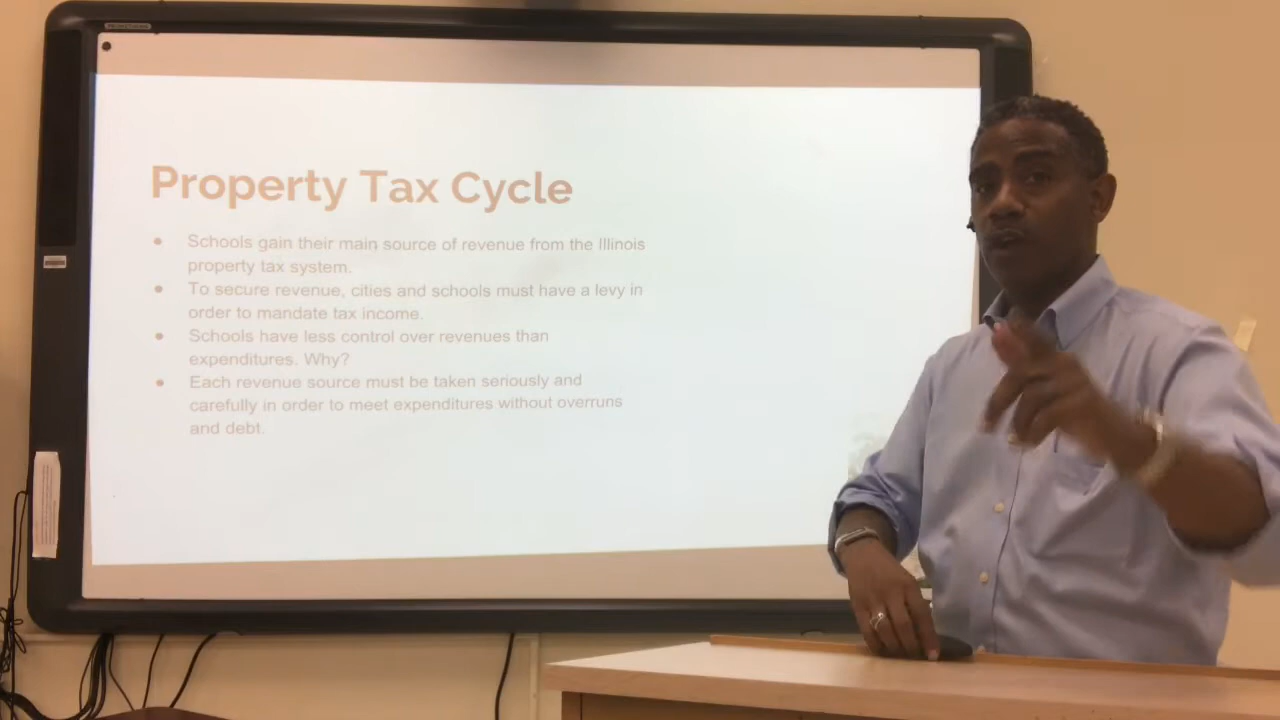 Property Tax Cycle
● Schools gain their main source of revenue from the Illinois
property tax system.
● To secure revenue, cities and schools must have a levy in
order to mandate tax income.
● Schools have less control over revenues than
expenditures. Why?
● Each revenue source must be taken seriously and
carefully in order to meet expenditures without overruns
and debt.